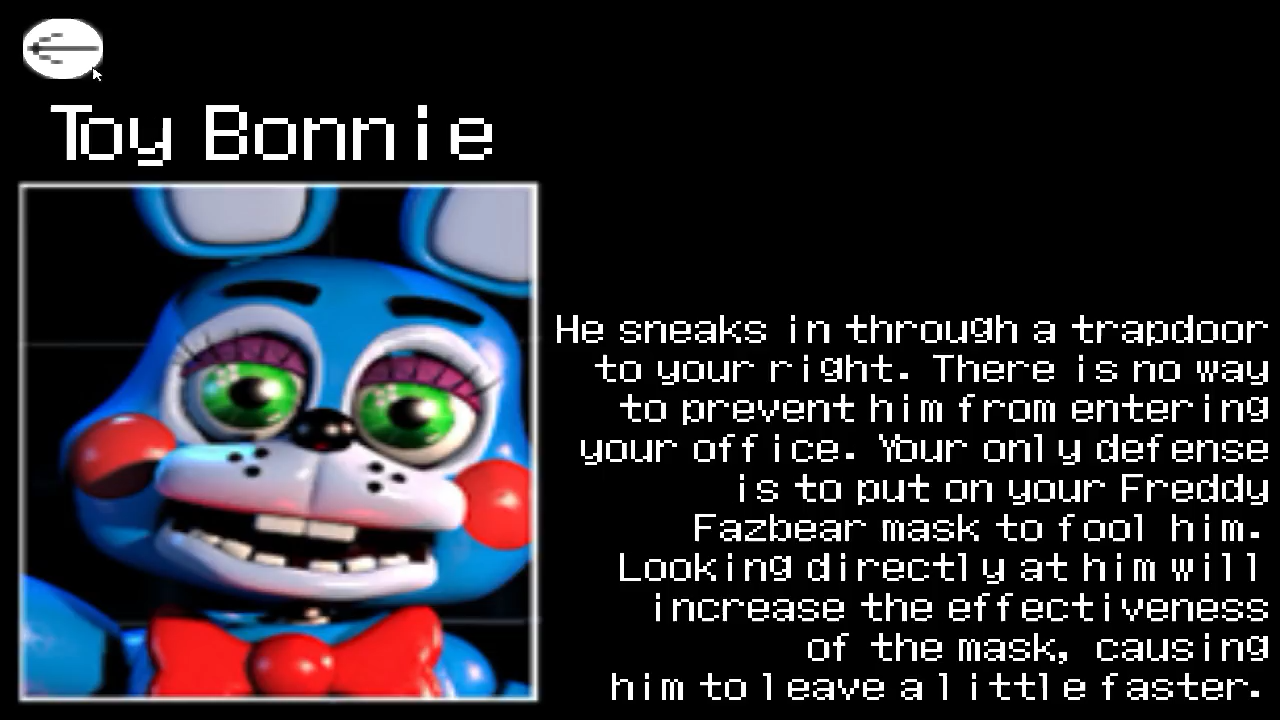 Toy Bonnie
He sneaks in through a trapdoor
to your right. There is no way
to prevent him from entering
your office. Your only defense
is to put on your Freddy
Fazbear mask to fool him.
Looking directly at him will
increase the effectiveness
of the mask, causing
him to leave a little faster.